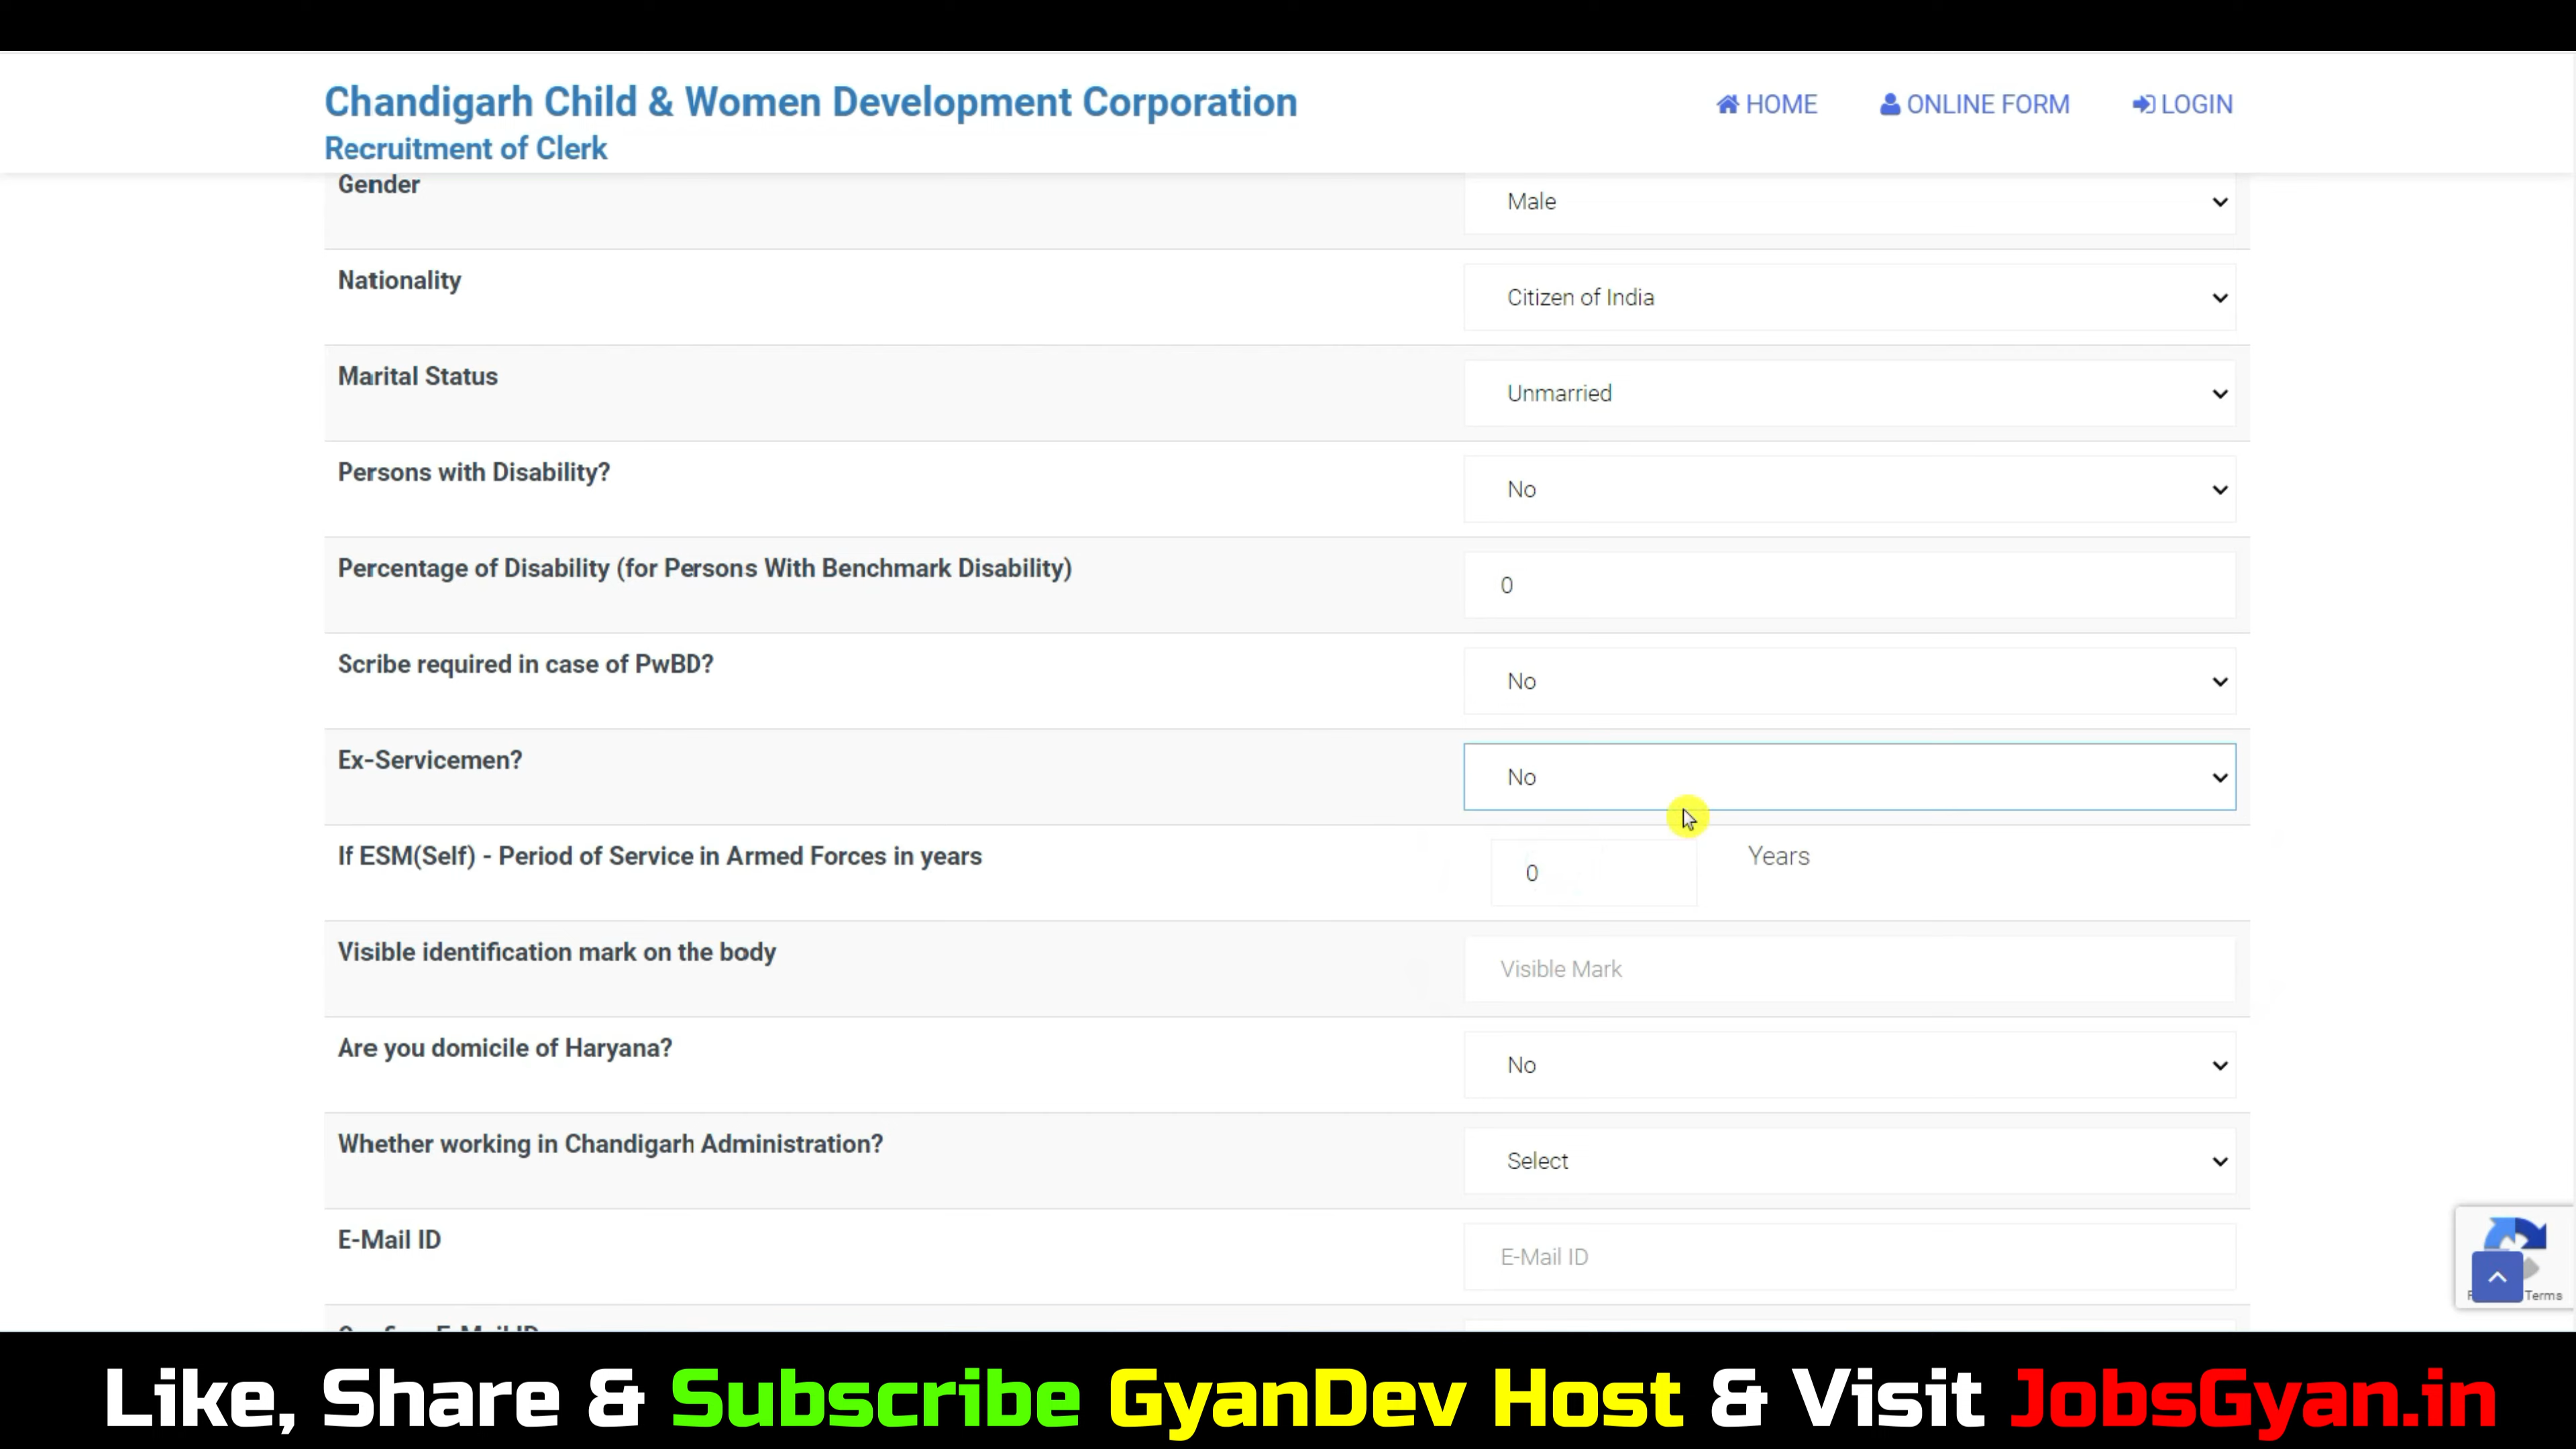 Chandigarh Child & Women Development Corporation
Recruitment of Clerk
HOME
ONLINE FORM
LOGIN
Gender
Male
Nationality
Citizen of India
Marital Status
Unmarried
Persons with Disability?
No
Percentage of Disability (for Persons With Benchmark Disability)
0
Scribe required in case of PwBD?
No
Ex-Servicemen?
No
If ESM(Self) - Period of Service in Armed Forces in years
0
Years
Visible identification mark on the body
Visible Mark
Are you domicile of Haryana?
No
Whether working in Chandigarh Administration?
Select
E-Mail ID
E-Mail ID
Terms
Like, Share & Subscribe GyanDev Host & Visit JobsGyan.in